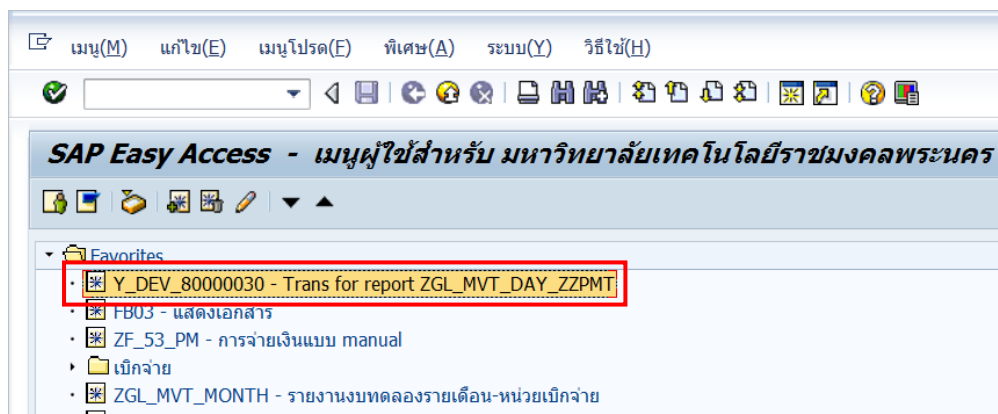 เมนู(M) แก้ไข(E) เมนูโปรด(F) พิเศษ(A) ระบบ(Y) วิธีใช้(H)
SAP Easy Access - เมนูผู้ใช้สำหรับ มหาวิทยาลัยเทคโนโลยีราชมงคลพระนคร
Favorites
Y_DEV_80000030 - Trans for report ZGL_MVT_DAY_ZZPMT
FB03 - แสดงเอกสาร
ZF_53_PM - การจ่ายเงินแบบ manual
เบิกจ่าย
ZGL_MVT_MONTH - รายงานงบทดลองรายเดือน-หน่วยเบิกจ่าย